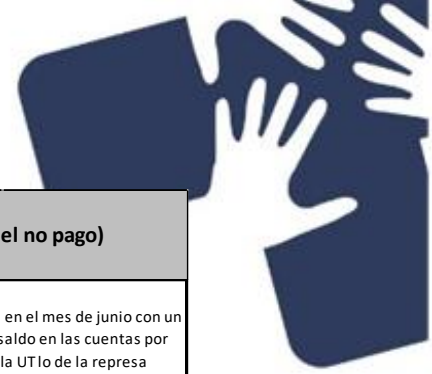 el no pago)
en el mes de junio con un
saldo en las cuentas por
la UT lo de la represa